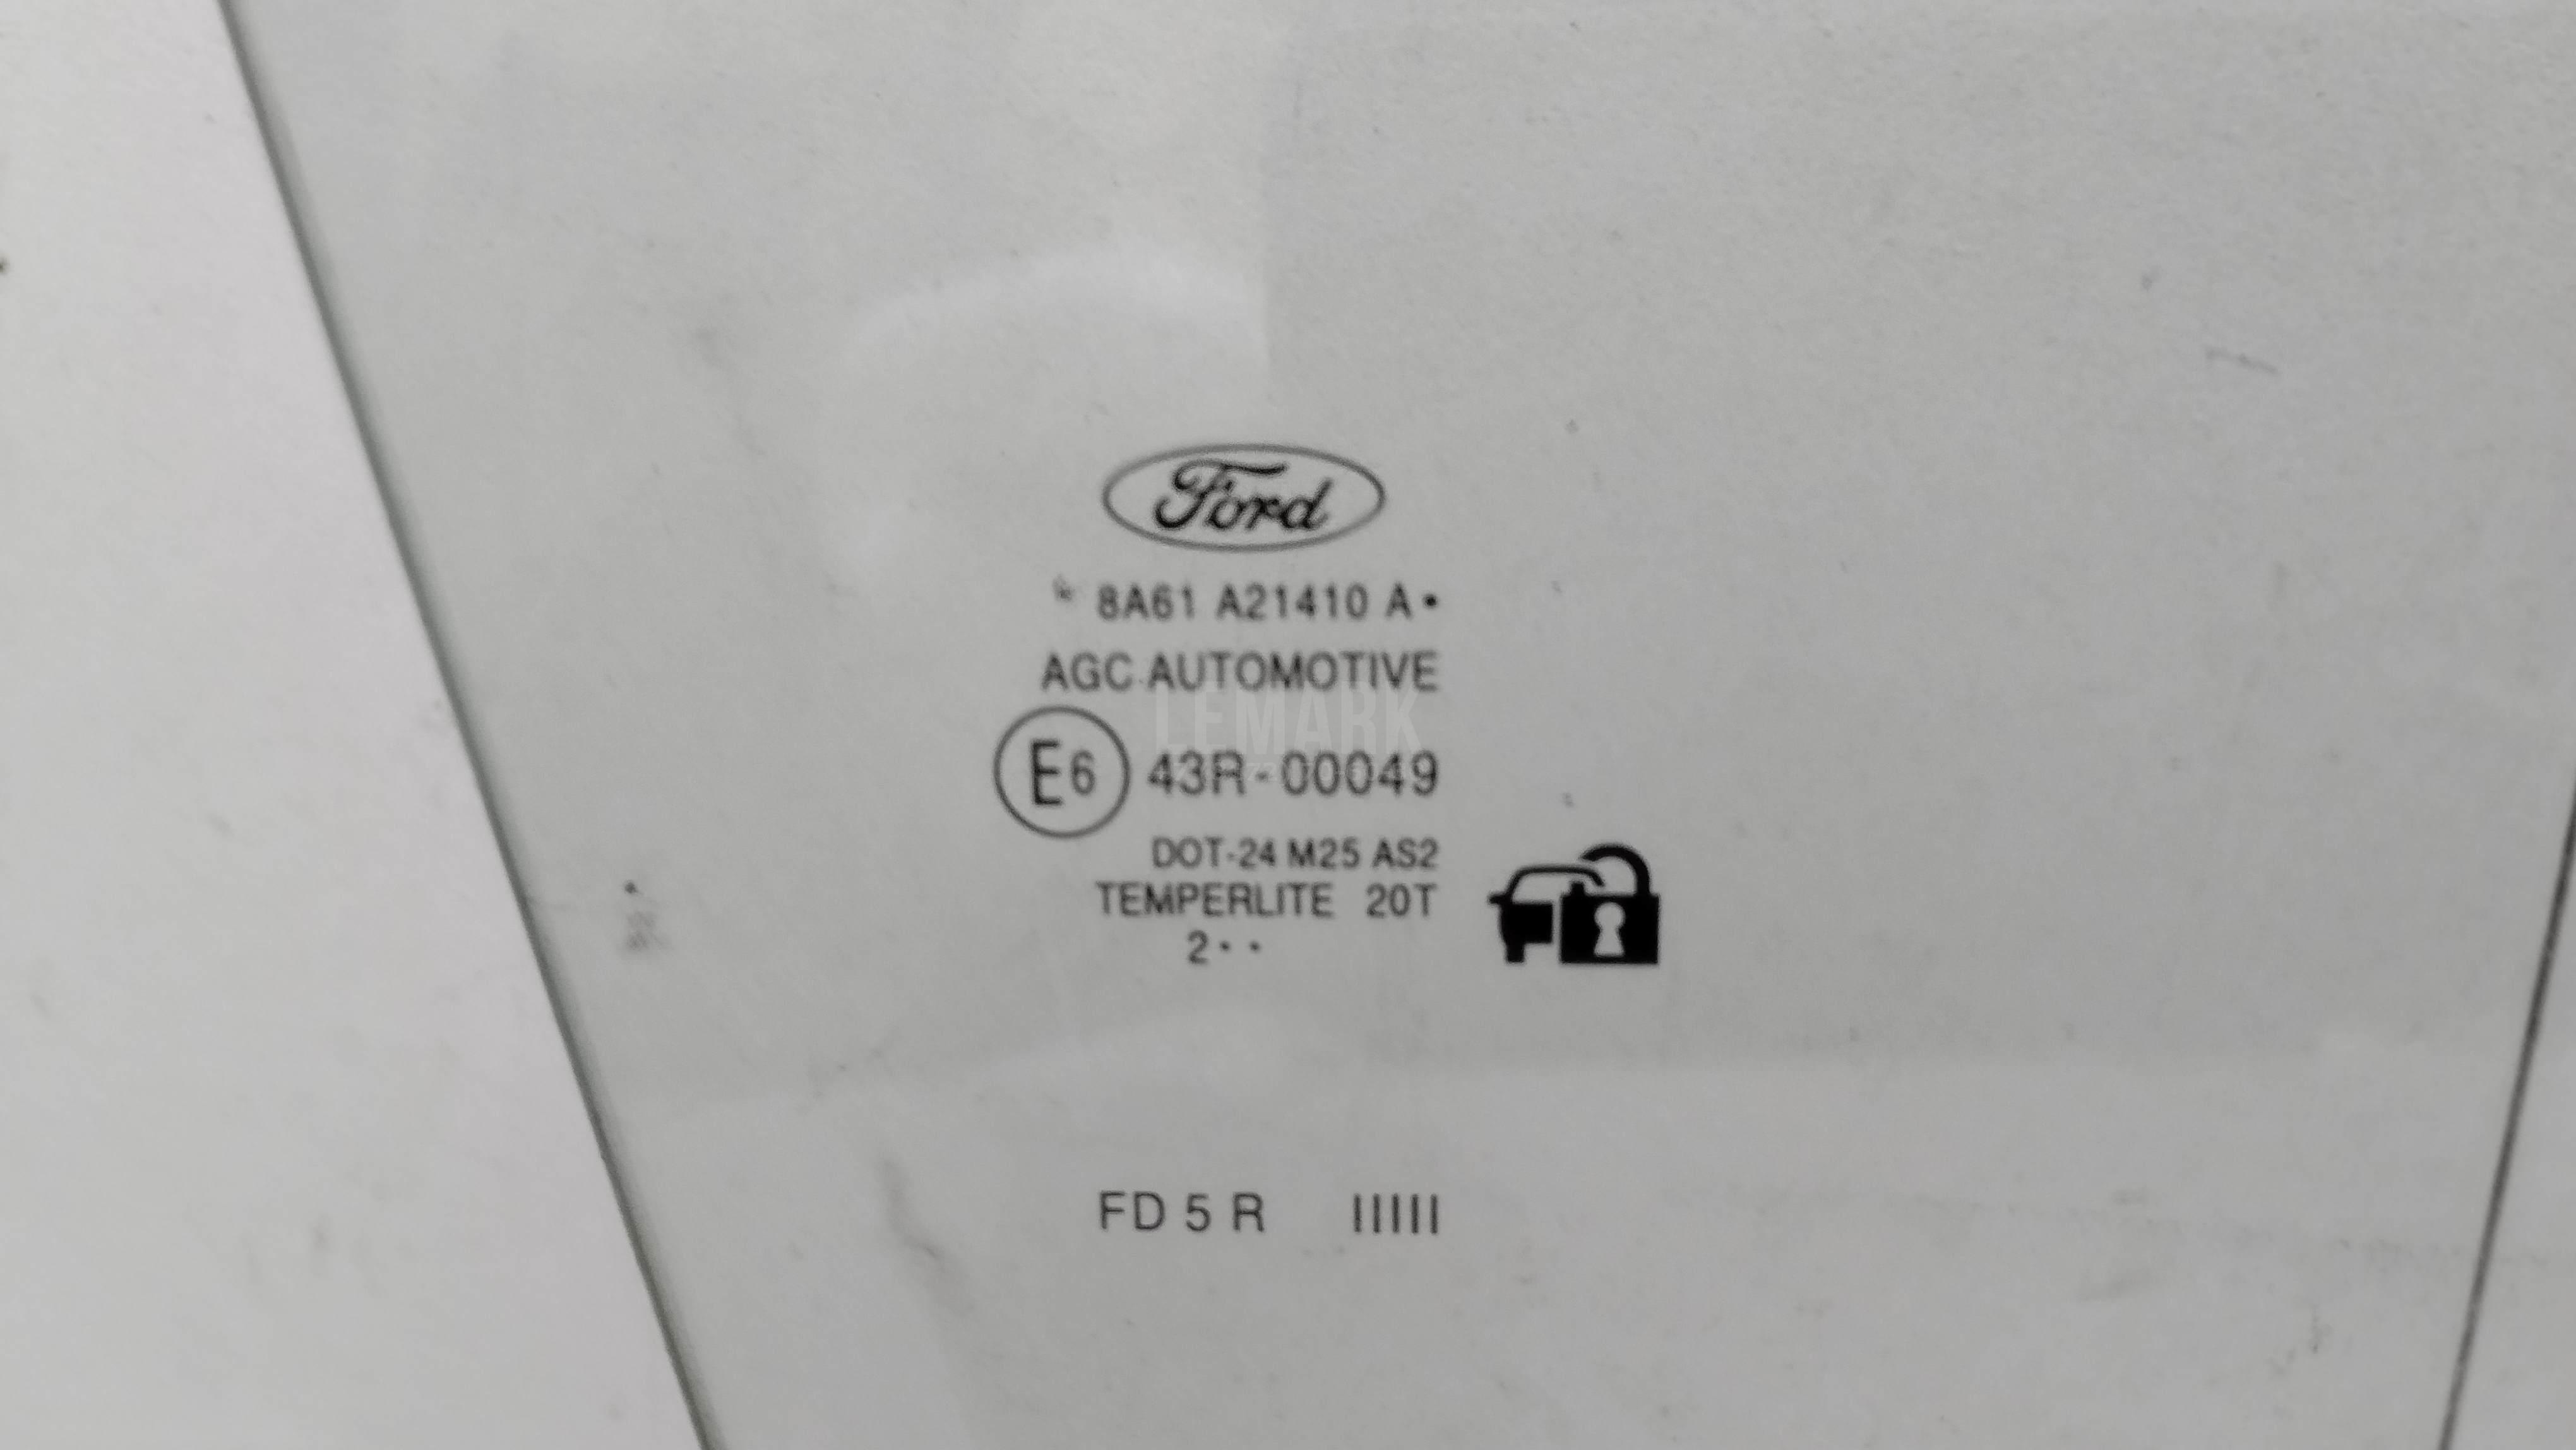 Ford
8A61 A21410 A•
AGC AUTOMOTIVE
LEMARK
E6 43R-00049
DOT-24 M25 AS2
TEMPERLITE 20T
2••
FD 5 R IIIII